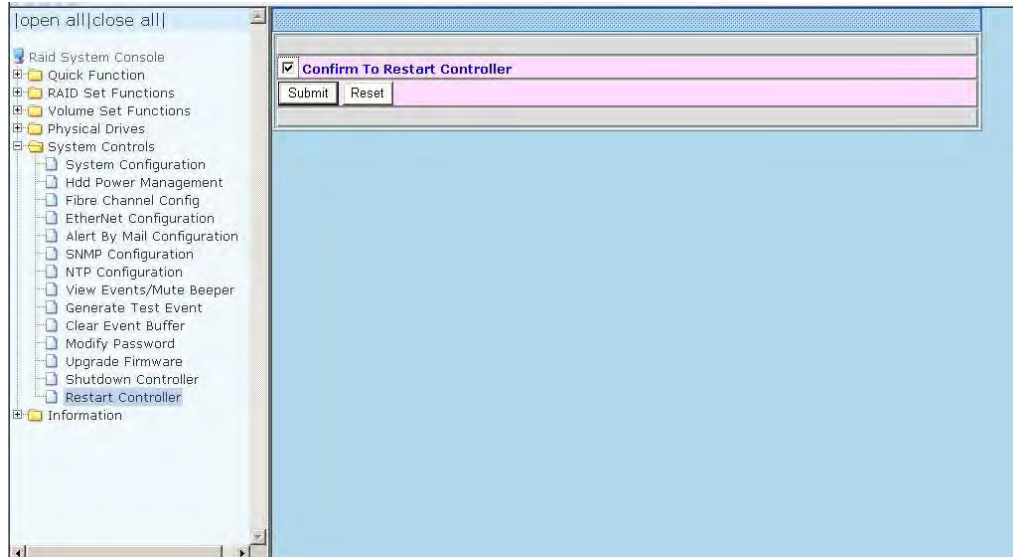 |open all|close all|
Raid System Console
Quick Function
RAID Set Functions
Volume Set Functions
Physical Drives
System Controls
System Configuration
Hdd Power Management
Fibre Channel Config
EtherNet Configuration
Alert By Mail Configuration
SNMP Configuration
NTP Configuration
View Events/Mute Beeper
Generate Test Event
Clear Event Buffer
Modify Password
Upgrade Firmware
Shutdown Controller
Restart Controller
Information
Confirm To Restart Controller
Submit Reset